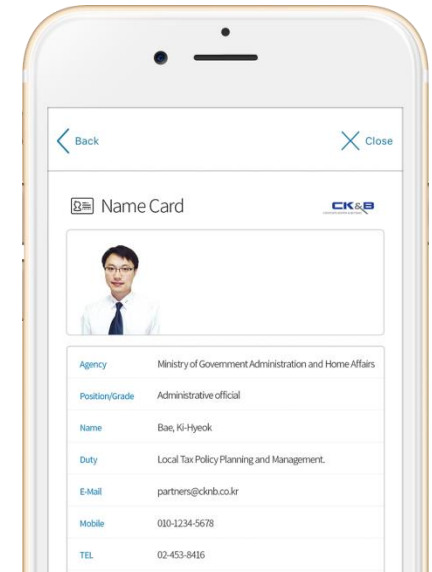 Back
Close
Name Card
CK&B
Agency Ministry of Government Administration and Home Affairs
Position/Grade Administrative official
Name Bae, Ki-Hyeok
Duty Local Tax Policy Planning and Management.
E-Mail partners@cknb.co.kr
Mobile 010-1234-5678
TEL 02-453-8416